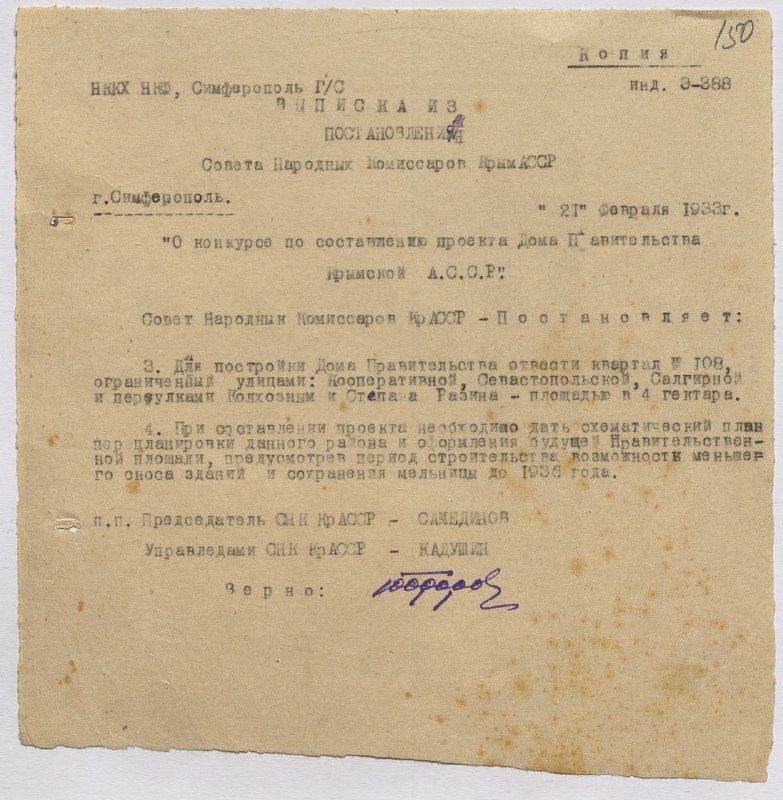 150
Копия
НККХ НКФ, Симферополь Г/С
инд. Э-388
ВЫПИСКА ИЗ
ПОСТАНОВЛЕНИЯ
Совета Народных Комиссаров КрымАССР
г.Симферополь.
"21" Февраля 1933г.
"О конкурсе по составлению проекта Дома Правительства
Крымской А.С.С.Р".
Совет Народных Комиссаров КрАССР - Постановляет:
3. Для постройки Дома Правительства отвести квартал № 108,
ограниченный улицами: Кооперативной, Севастопольской, Салгирной
и переулками Колхозным и Степана Разина - площадью в 4 гектара.
4. При составлении проекта необходимо дать схематический план
перпланировки данного района и оформления будущей Правительствен-
ной площади, предусмотрев период строительства возможности меньше-
го сноса зданий и сохранения мельницы до 1936 года.
п.п. Председатель СНК КрАССР - САМЕДИНОВ
Управледами СНК КрАССР - КАДУШИН
Верно: